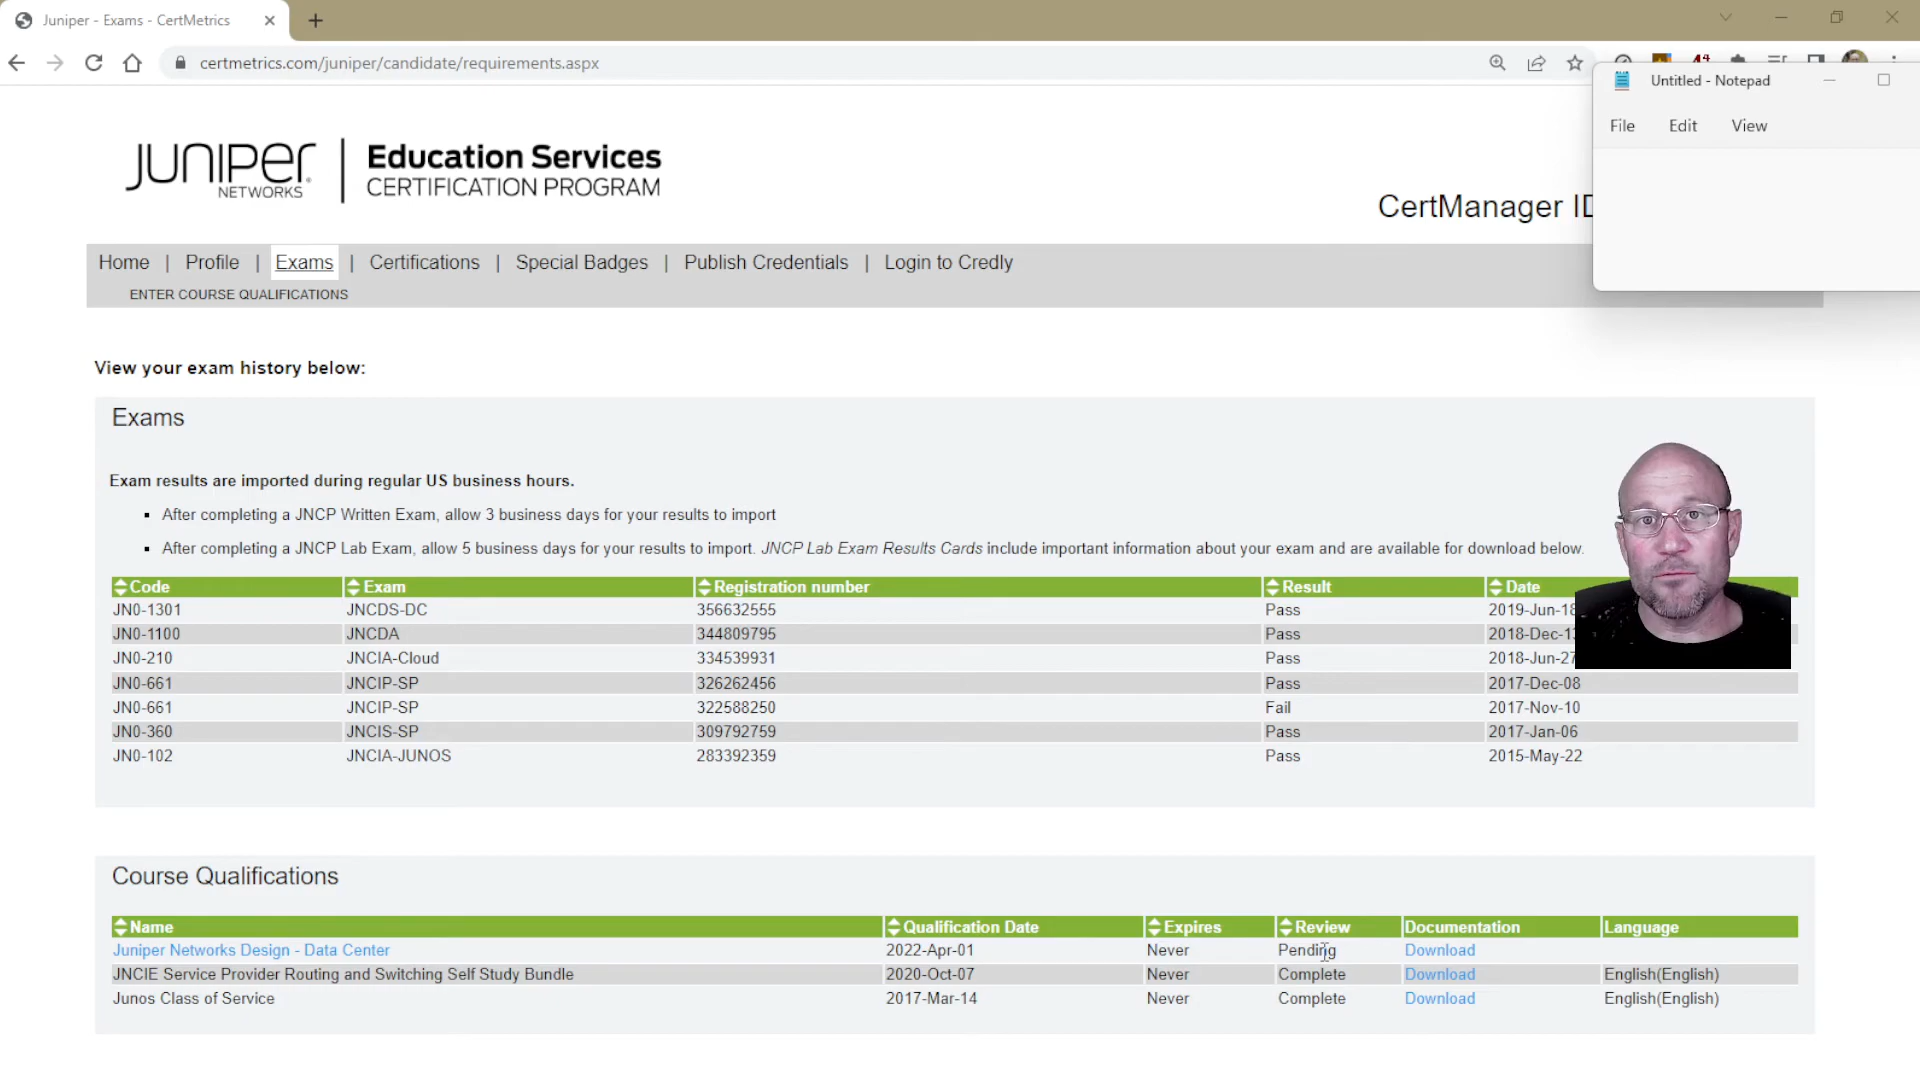 Juniper - Exams - CertMetrics
certmetrics.com/juniper/candidate/requirements.aspx
Untitled - Notepad
File Edit View
JUNIPEr NETWORKS
Education Services
CERTIFICATION PROGRAM
CertManager ID
Home | Profile | Exams | Certifications | Special Badges | Publish Credentials | Login to Credly
ENTER COURSE QUALIFICATIONS
View your exam history below:
Exams
Exam results are imported during regular US business hours.
After completing a JNCP Written Exam, allow 3 business days for your results to import
After completing a JNCP Lab Exam, allow 5 business days for your results to import. JNCP Lab Exam Results Cards include important information about your exam and are available for download below.
Code Exam Registration number Result Date
JN0-1301 JNCDS-DC 356632555 Pass 2019-Jun-18
JN0-1100 JNCDA 344809795 Pass 2018-Dec-1
JN0-210 JNCIA-Cloud 334539931 Pass 2018-Jun-27
JN0-661 JNCIP-SP 326262456 Pass 2017-Dec-08
JN0-661 JNCIP-SP 322588250 Fail 2017-Nov-10
JN0-360 JNCIS-SP 309792759 Pass 2017-Jan-06
JN0-102 JNCIA-JUNOS 283392359 Pass 2015-May-22
Course Qualifications
Name Qualification Date Expires Review Documentation Language
Juniper Networks Design - Data Center 2022-Apr-01 Never Pending Download
JNCIE Service Provider Routing and Switching Self Study Bundle 2020-Oct-07 Never Complete Download English(English)
Junos Class of Service 2017-Mar-14 Never Complete Download English(English)